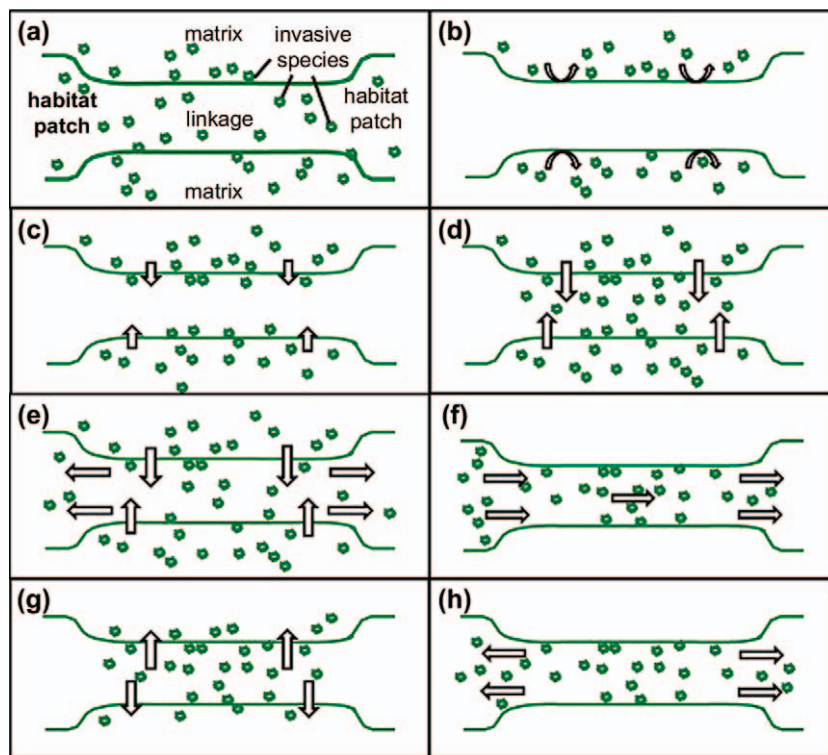 (a)
matrix
invasive
species
habitat
patch
linkage
habitat
patch
matrix
(b)
(c)
(d)
(e)
(f)
(g)
(h)